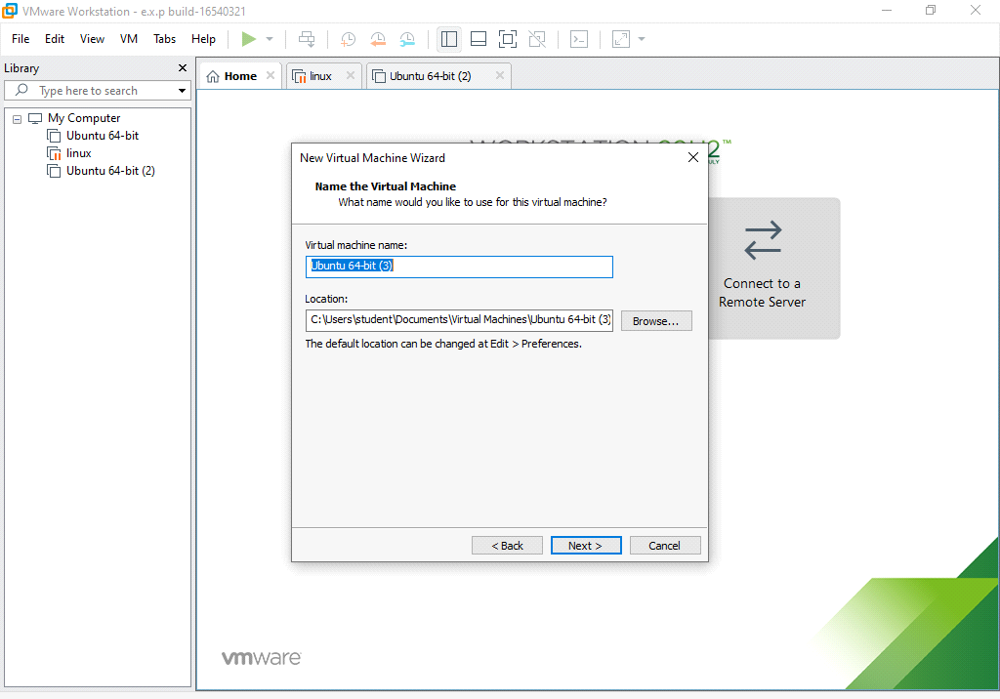 VMware Workstation - e.x.p build-16540321
File Edit View VM Tabs Help
Library
Type here to search
My Computer
Ubuntu 64-bit
linux
Ubuntu 64-bit (2)
Home linux Ubuntu 64-bit (2)
WORKSTATION 20H2™
New Virtual Machine Wizard
Name the Virtual Machine
What name would you like to use for this virtual machine?
Virtual machine name:
Ubuntu 64-bit (3)
Location:
C:\Users\student\Documents\Virtual Machines\Ubuntu 64-bit (3)
Browse...
The default location can be changed at Edit > Preferences.
< Back Next > Cancel
Connect to a
Remote Server
vmware